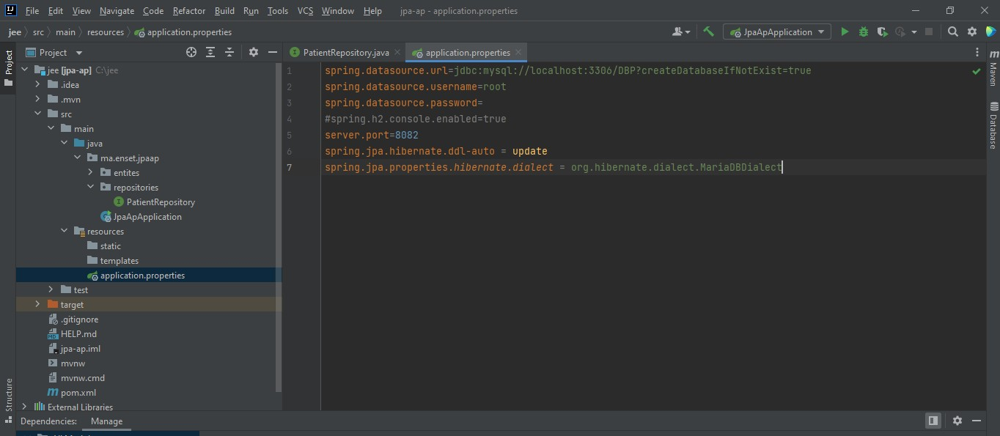 File Edit View Navigate Code Refactor Build Run Tools VCS Window Help jpa-ap - application.properties
jee src main resources application.properties JpaApApplication
Project
PatientRepository.java application.properties
jee [jpa-ap] C:\jee
.idea
.mvn
src
main
java
ma.enset.jpaap
entites
repositories
PatientRepository
JpaApApplication
resources
static
templates
application.properties
test
target
.gitignore
HELP.md
jpa-ap.iml
mvnw
mvnw.cmd
pom.xml
External Libraries
1 spring.datasource.url=jdbc:mysql://localhost:3306/DBP?createDatabaseIfNotExist=true
2 spring.datasource.username=root
3 spring.datasource.password=
4 #spring.h2.console.enabled=true
5 server.port=8082
6 spring.jpa.hibernate.ddl-auto = update
7 spring.jpa.properties.hibernate.dialect = org.hibernate.dialect.MariaDBDialect
Project
Structure
Maven
Database
Dependencies: Manage